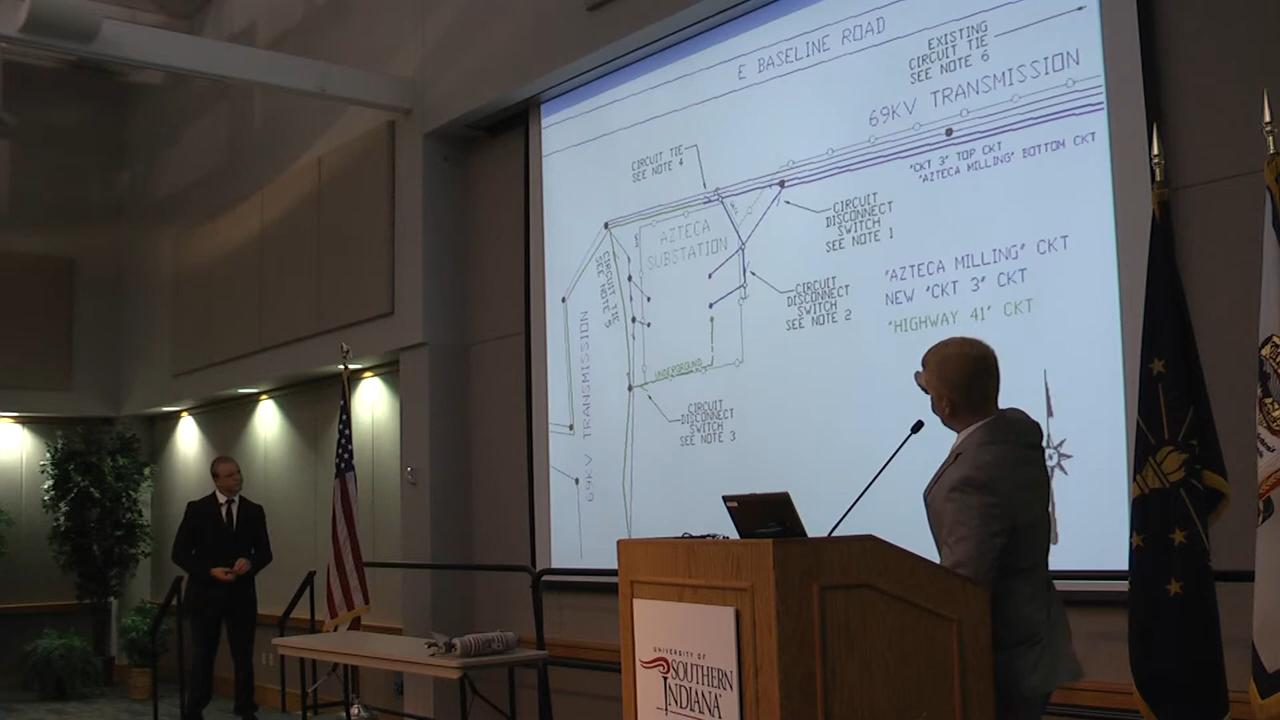 E BASELINE ROAD
EXISTING
CIRCUIT TIE
SEE NOTE 6
69KV TRANSMISSION
CIRCUIT TIE
SEE NOTE 4
"CKT 3" TOP CKT
"AZTECA MILLING" BOTTOM CKT
CIRCUIT
DISCONNECT
SWITCH
SEE NOTE 1
AZTECA
SUBSTATION
CIRCUIT TIE
SEE NOTE 5
"AZTECA MILLING" CKT
NEW "CKT 3" CKT
"HIGHWAY 41" CKT
CIRCUIT
DISCONNECT
SWITCH
SEE NOTE 2
69KV TRANSMISSION
UNDERGROUND
CIRCUIT
DISCONNECT
SWITCH
SEE NOTE 3
UNIVERSITY OF
SOUTHERN
INDIANA